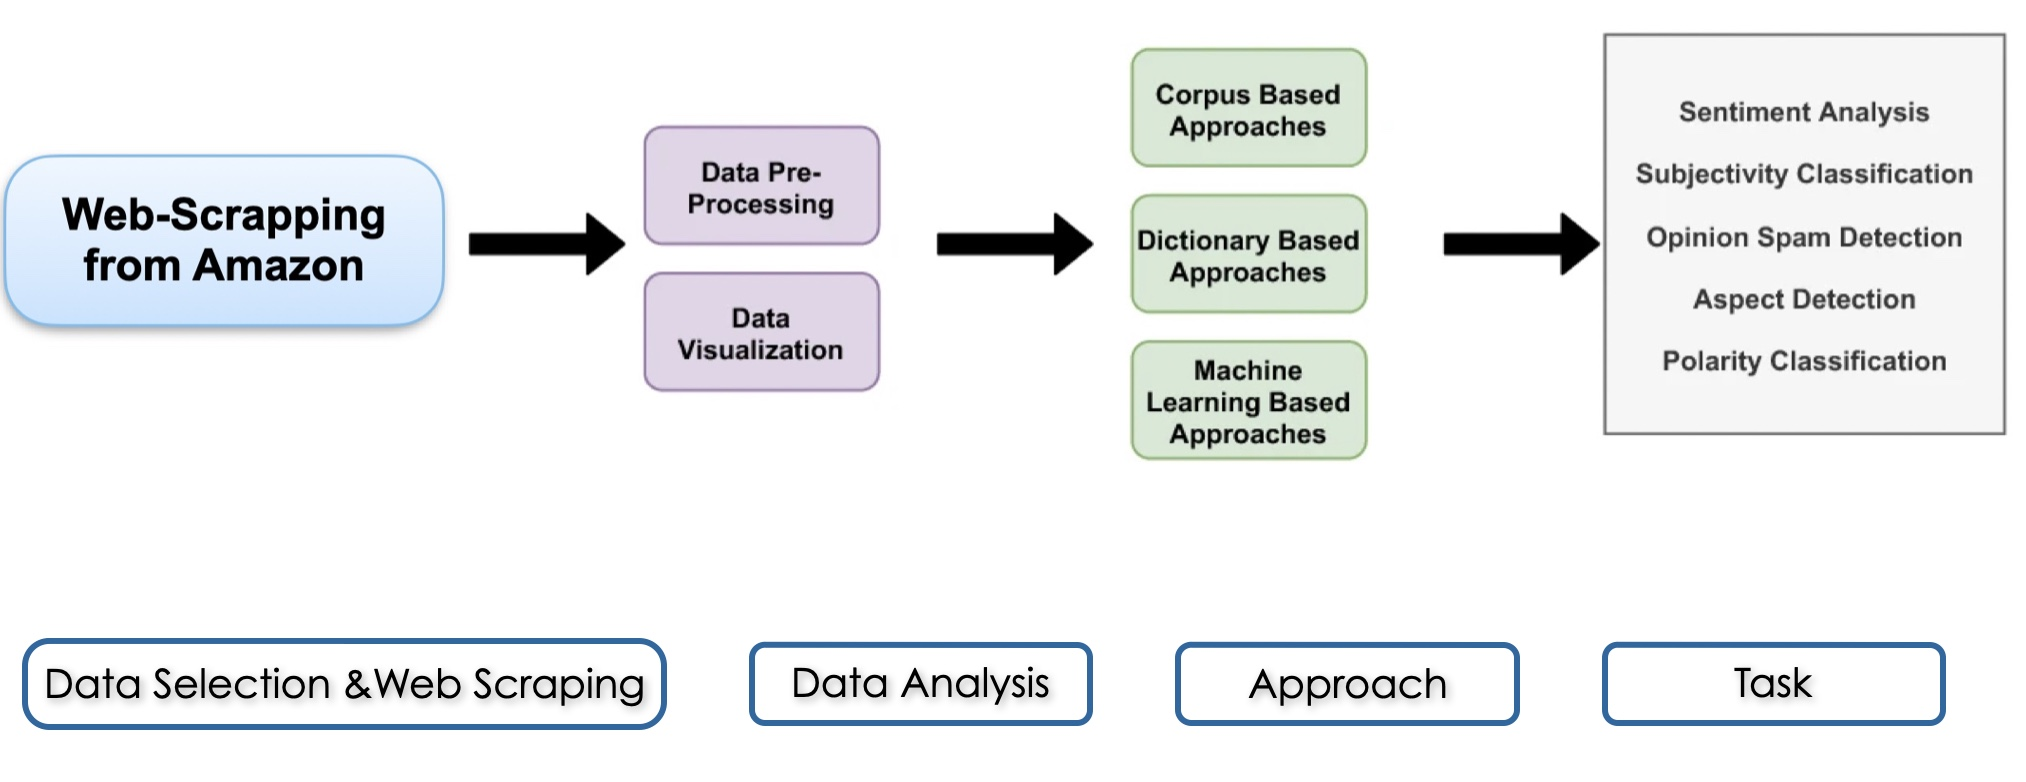 Web-Scrapping
from Amazon
Data Pre-
Processing
Data
Visualization
Corpus Based
Approaches
Dictionary Based
Approaches
Machine
Learning Based
Approaches
Sentiment Analysis
Subjectivity Classification
Opinion Spam Detection
Aspect Detection
Polarity Classification
Data Selection &Web Scraping
Data Analysis
Approach
Task